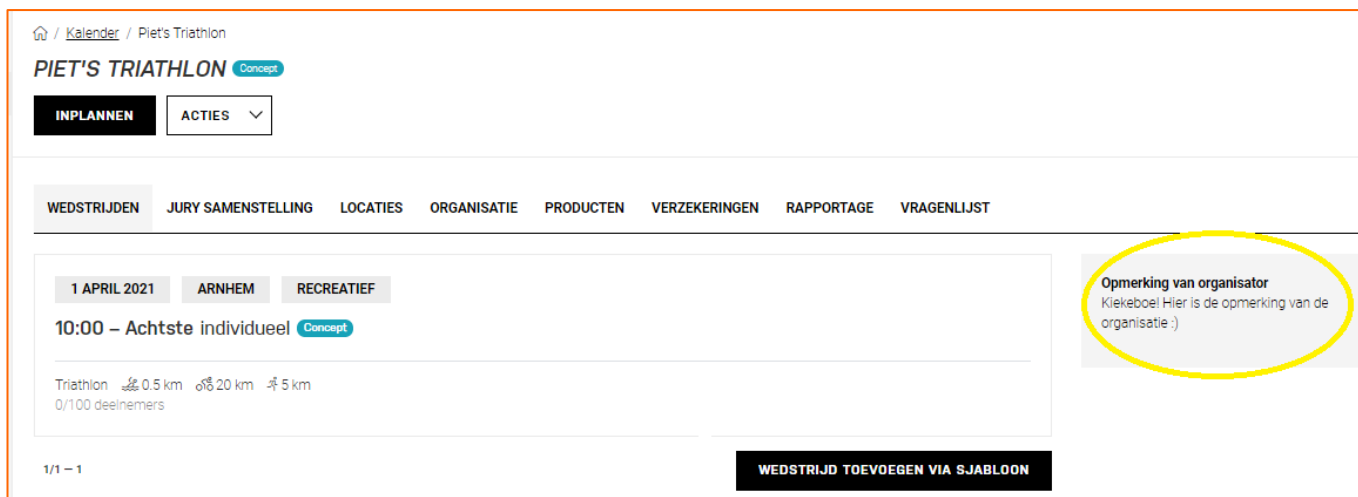 / Kalender / Piet's Triathlon
PIET'S TRIATHLON Concept
INPLANNEN ACTIES
WEDSTRIJDEN JURY SAMENSTELLING LOCATIES ORGANISATIE PRODUCTEN VERZEKERINGEN RAPPORTAGE VRAGENLIJST
1 APRIL 2021 ARNHEM RECREATIEF
10:00 – Achtste individueel Concept
Triathlon 0.5 km 20 km 5 km
0/100 deelnemers
1/1 – 1
WEDSTRIJD TOEVOEGEN VIA SJABLOON
Opmerking van organisator
Kiekeboe! Hier is de opmerking van de
organisatie :)